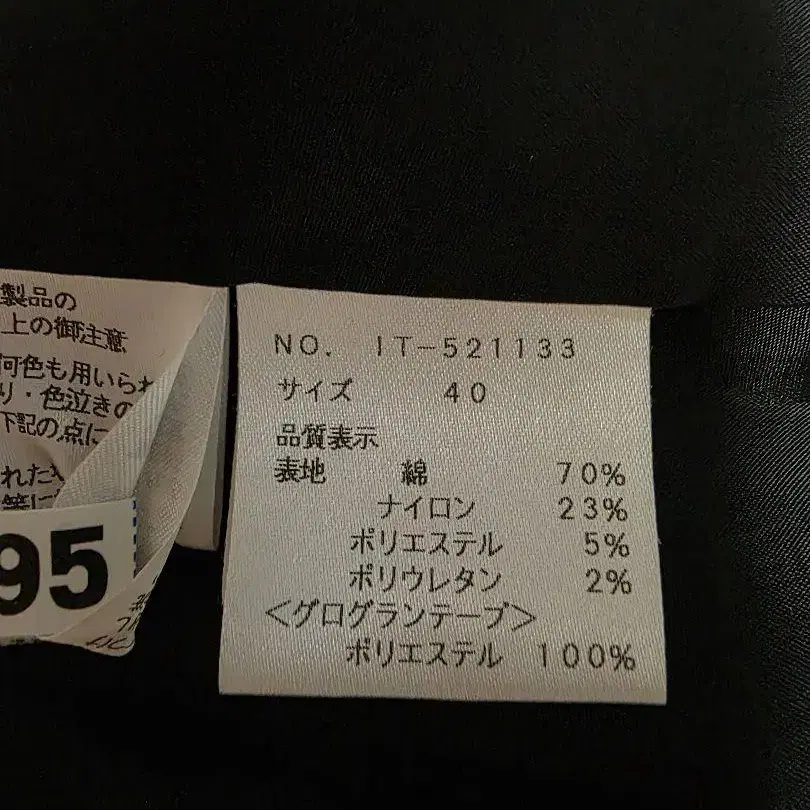 製品の
上の御注意
何色も用いられ
り・色泣きの
下記の点に
れた
等に
95
NO. IT-521133
サイズ 40
品質表示
表地 綿 70%
ナイロン 23%
ポリエステル 5%
ポリウレタン 2%
<グログランテープ>
ポリエステル 100%